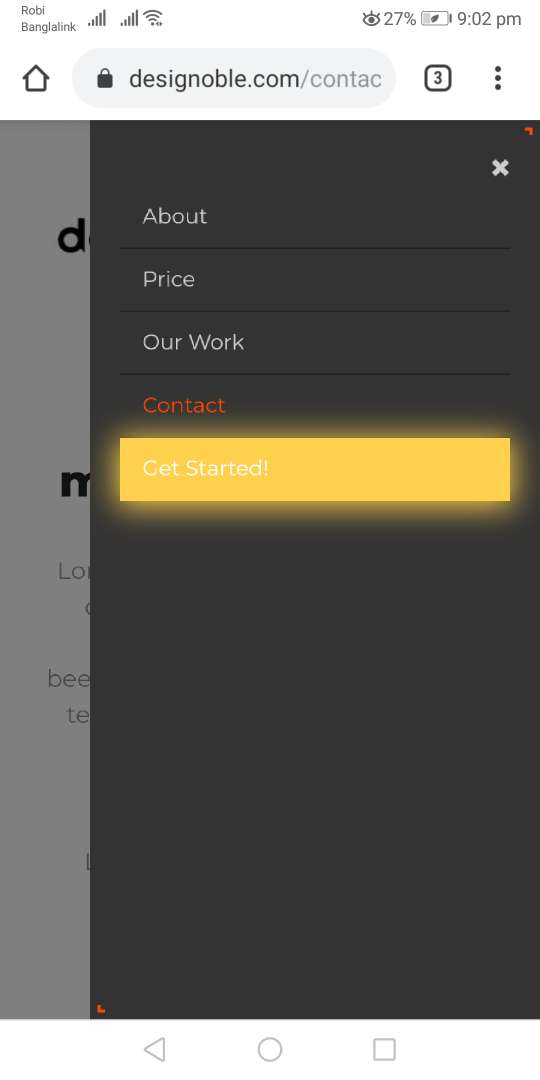 Robi
Banglalink
27% 9:02 pm
designoble.com/contac
3
About
Price
Our Work
Contact
Get Started!
bee
te